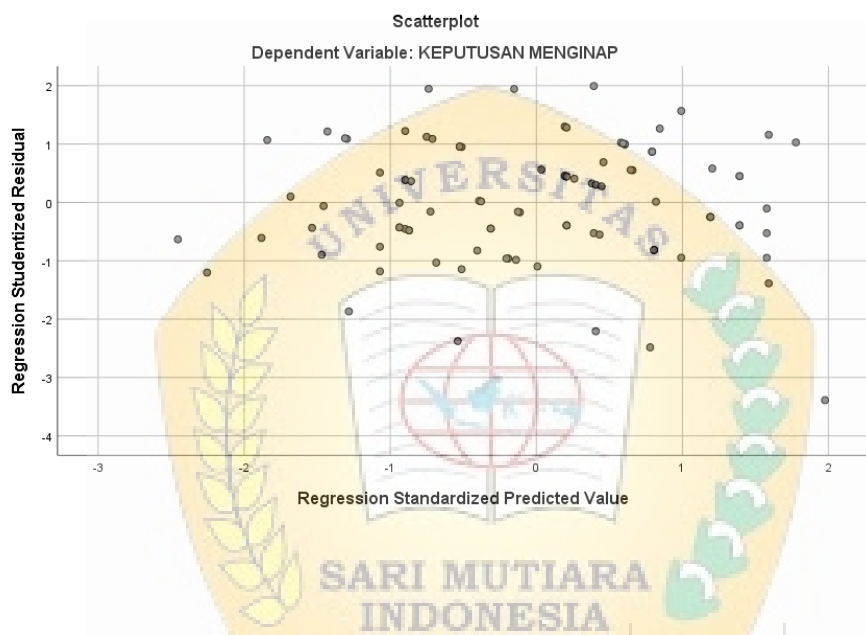 Scatterplot
Dependent Variable: KEPUTUSAN MENGINAP
Regression Studentized Residual
2
1
0
-1
-2
-3
-4
-3
-2
-1
0
1
2
Regression Standardized Predicted Value
UNIVERSITAS
SARI MUTIARA
INDONESIA